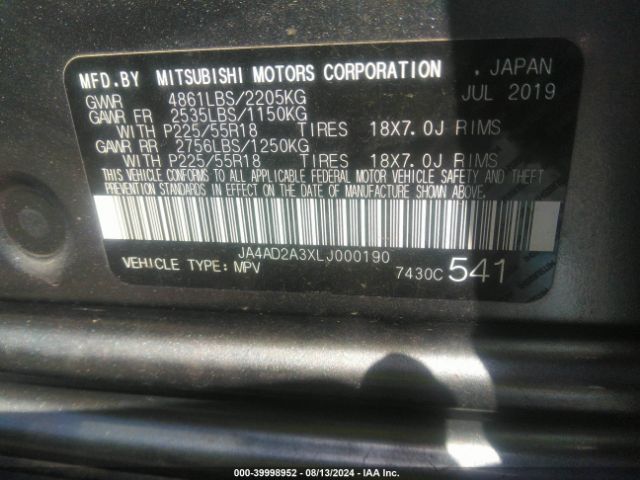 MFD.BY MITSUBISHI MOTORS CORPORATION , JAPAN
GVWR 4861LBS/2205KG JUL 2019
GAWR FR 2535LBS/1150KG
WITH P225/55R18 TIRES 18X7.0J RIMS
GAWR RR 2756LBS/1250KG
WITH P225/55R18 TIRES 18X7.0J RIMS
THIS VEHICLE CONFORMS TO ALL APPLICABLE FEDERAL MOTOR VEHICLE SAFETY AND THEFT
PREVENTION STANDARDS IN EFFECT ON THE DATE OF MANUFACTURE SHOWN ABOVE.
JA4AD2A3XLJ000190
VEHICLE TYPE: MPV 7430C 541
000-39998952 - 08/13/2024 - IAA Inc.